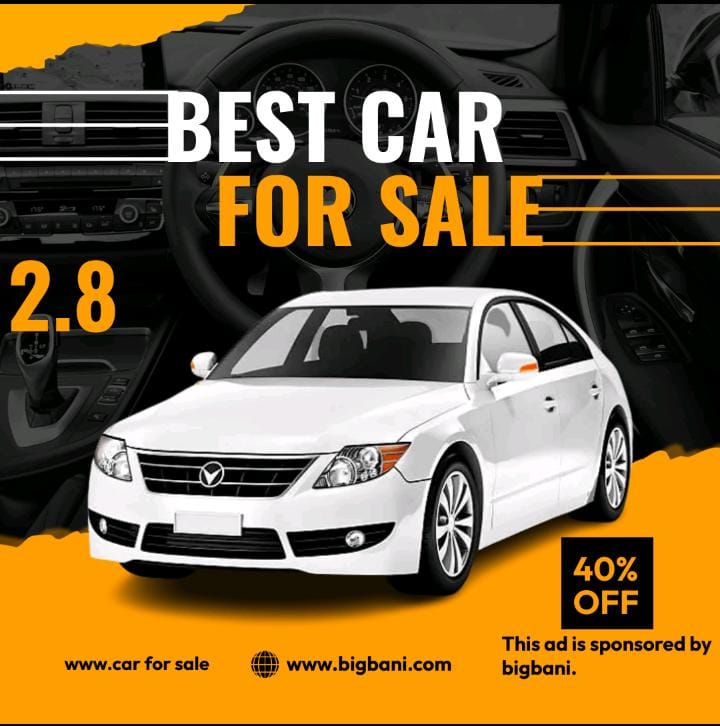 BEST CAR
FOR SALE
2.8
40%
OFF
This ad is sponsored by
bigbani.
www.car for sale
www.bigbani.com